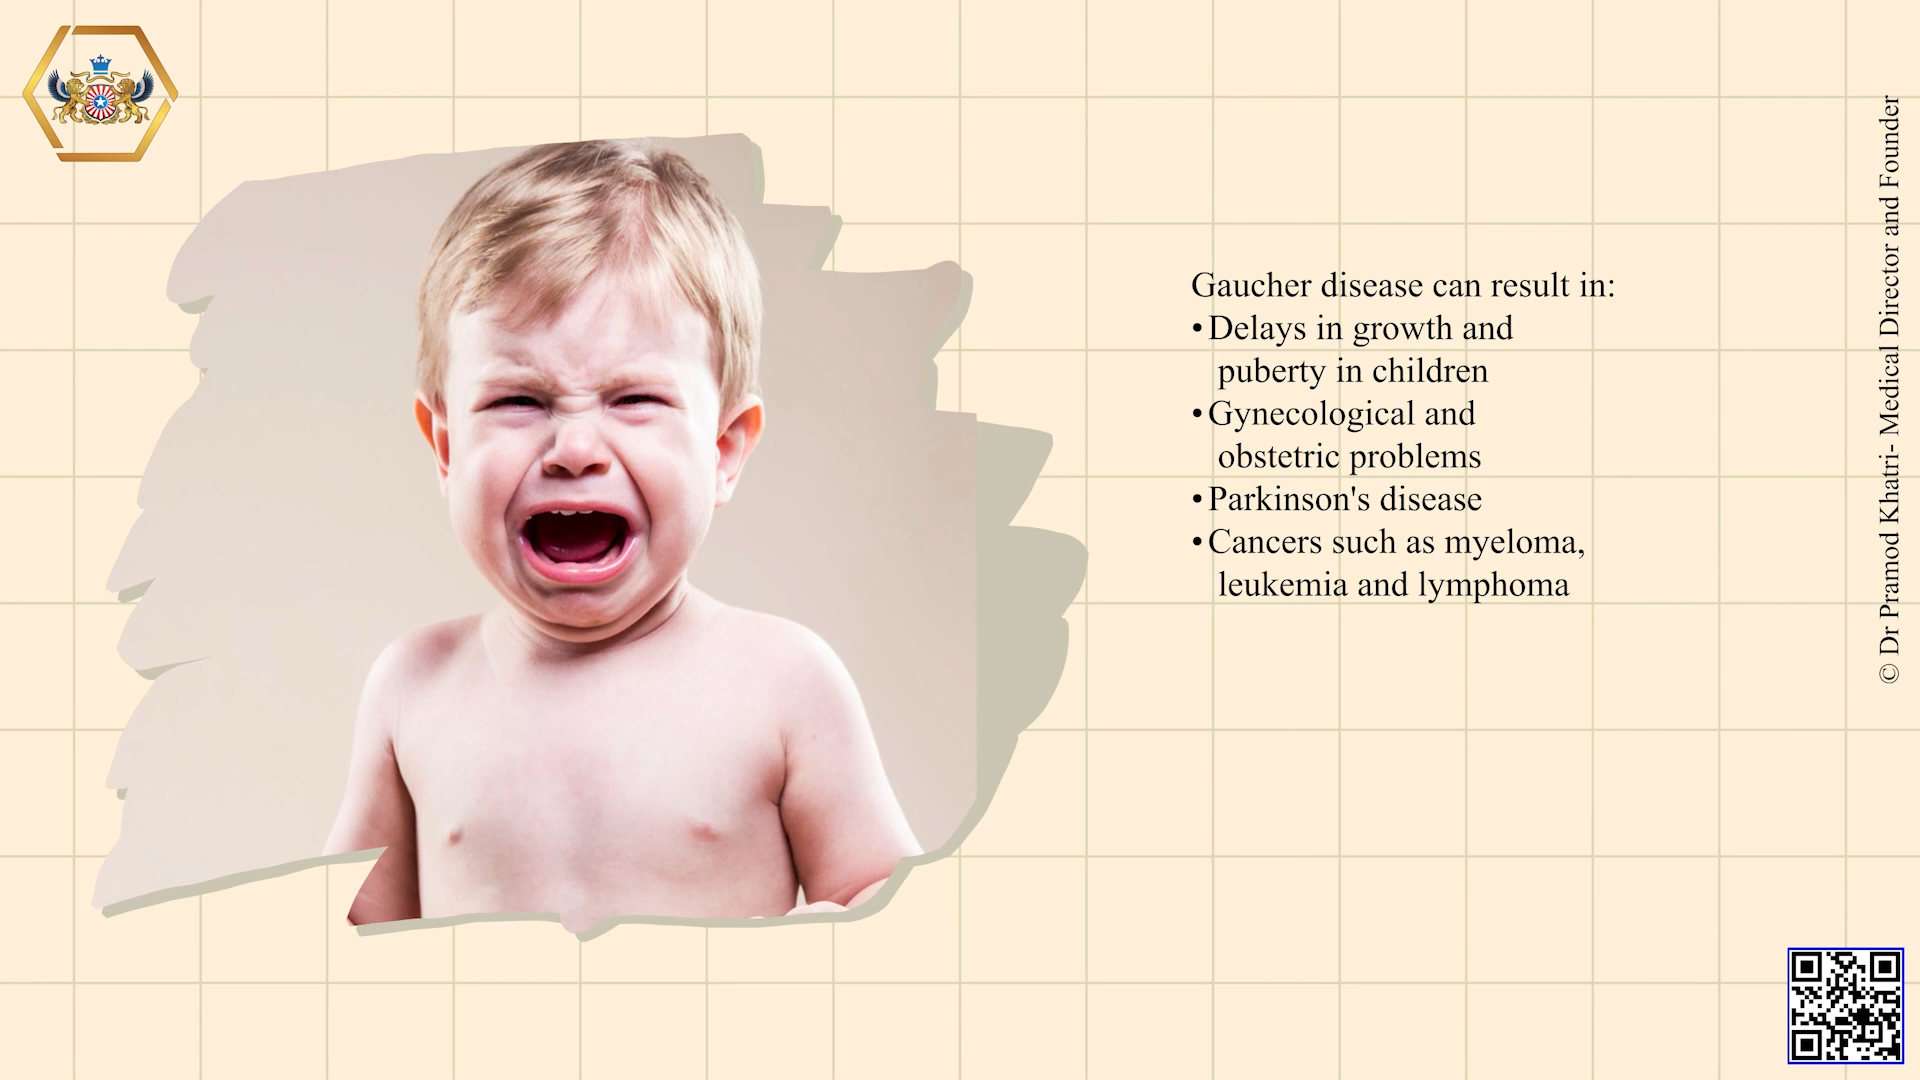 Gaucher disease can result in:
•Delays in growth and
puberty in children
•Gynecological and
obstetric problems
•Parkinson's disease
•Cancers such as myeloma,
leukemia and lymphoma
© Dr Pramod Khatri- Medical Director and Founder